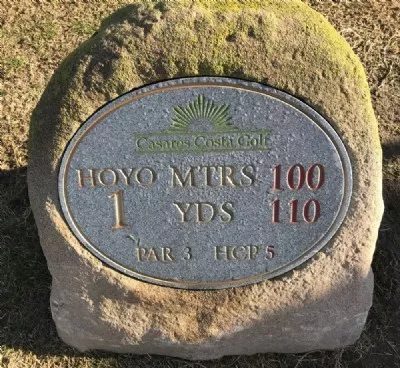 Casares Costa Golf
HOYO MTRS 100
1 YDS 110
PAR 3 HCP 5